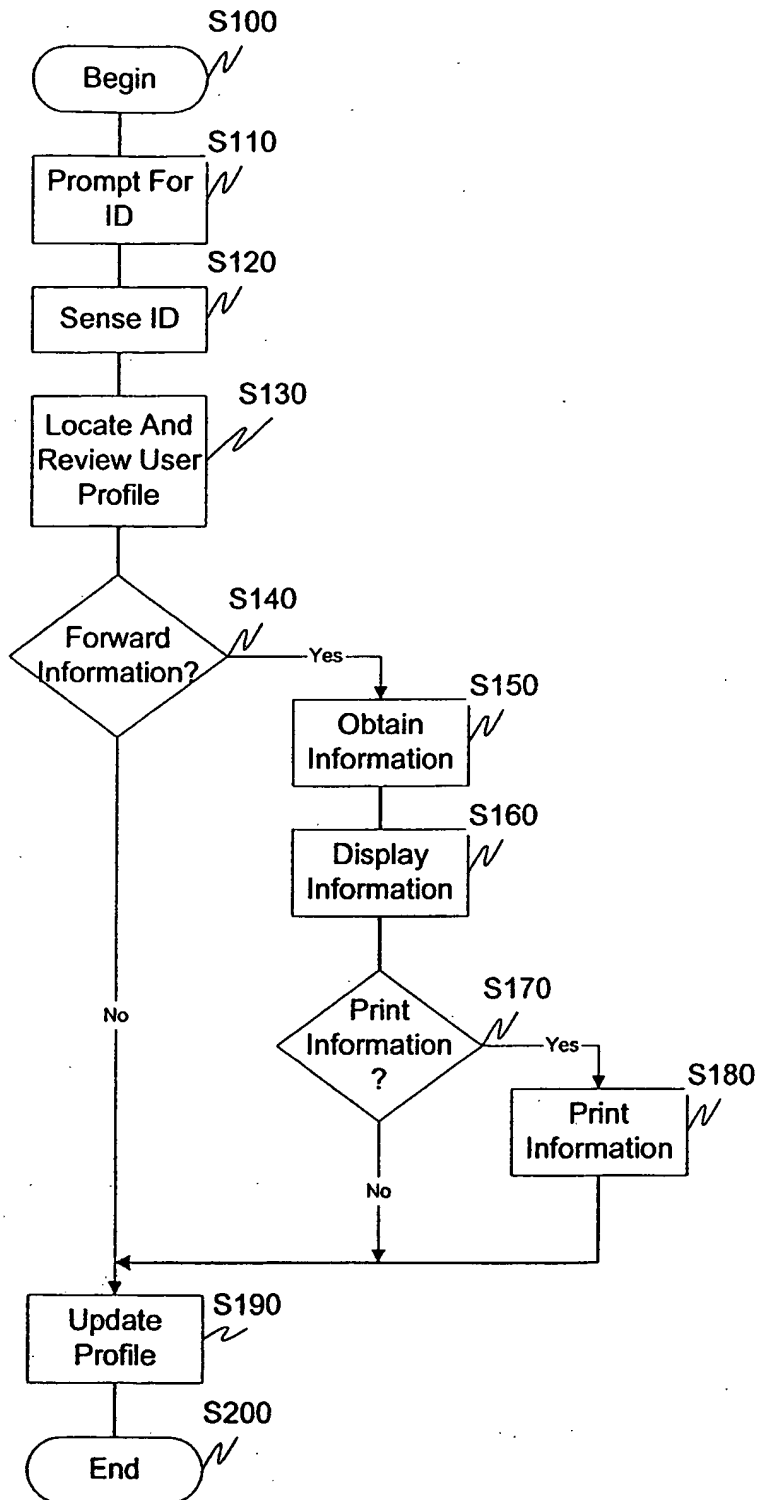 S100
Begin
S110
Prompt For
ID
S120
Sense ID
S130
Locate And
Review User
Profile
S140
Forward
Information?
Yes
S150
Obtain
Information
S160
Display
Information
S170
Print
Information
?
Yes
S180
Print
Information
No
No
S190
Update
Profile
S200
End